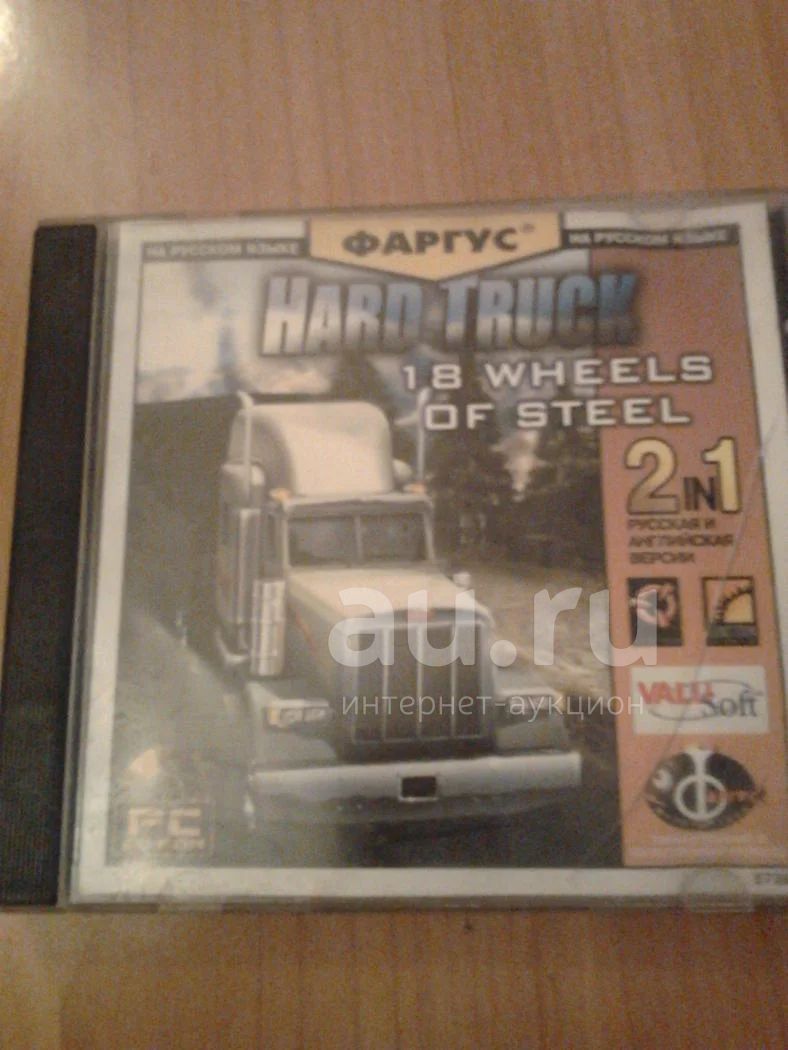 НА РУССКОМ ЯЗЫКЕ
ФАРГУС®
НА РУССКОМ ЯЗЫКЕ
HARD TRUCK
18 WHEELS
OF STEEL
2 IN 1
РУССКАЯ И
АНГЛИЙСКАЯ
ВЕРСИИ
au.ru
интернет-аукцион
VALU
Soft™
PC